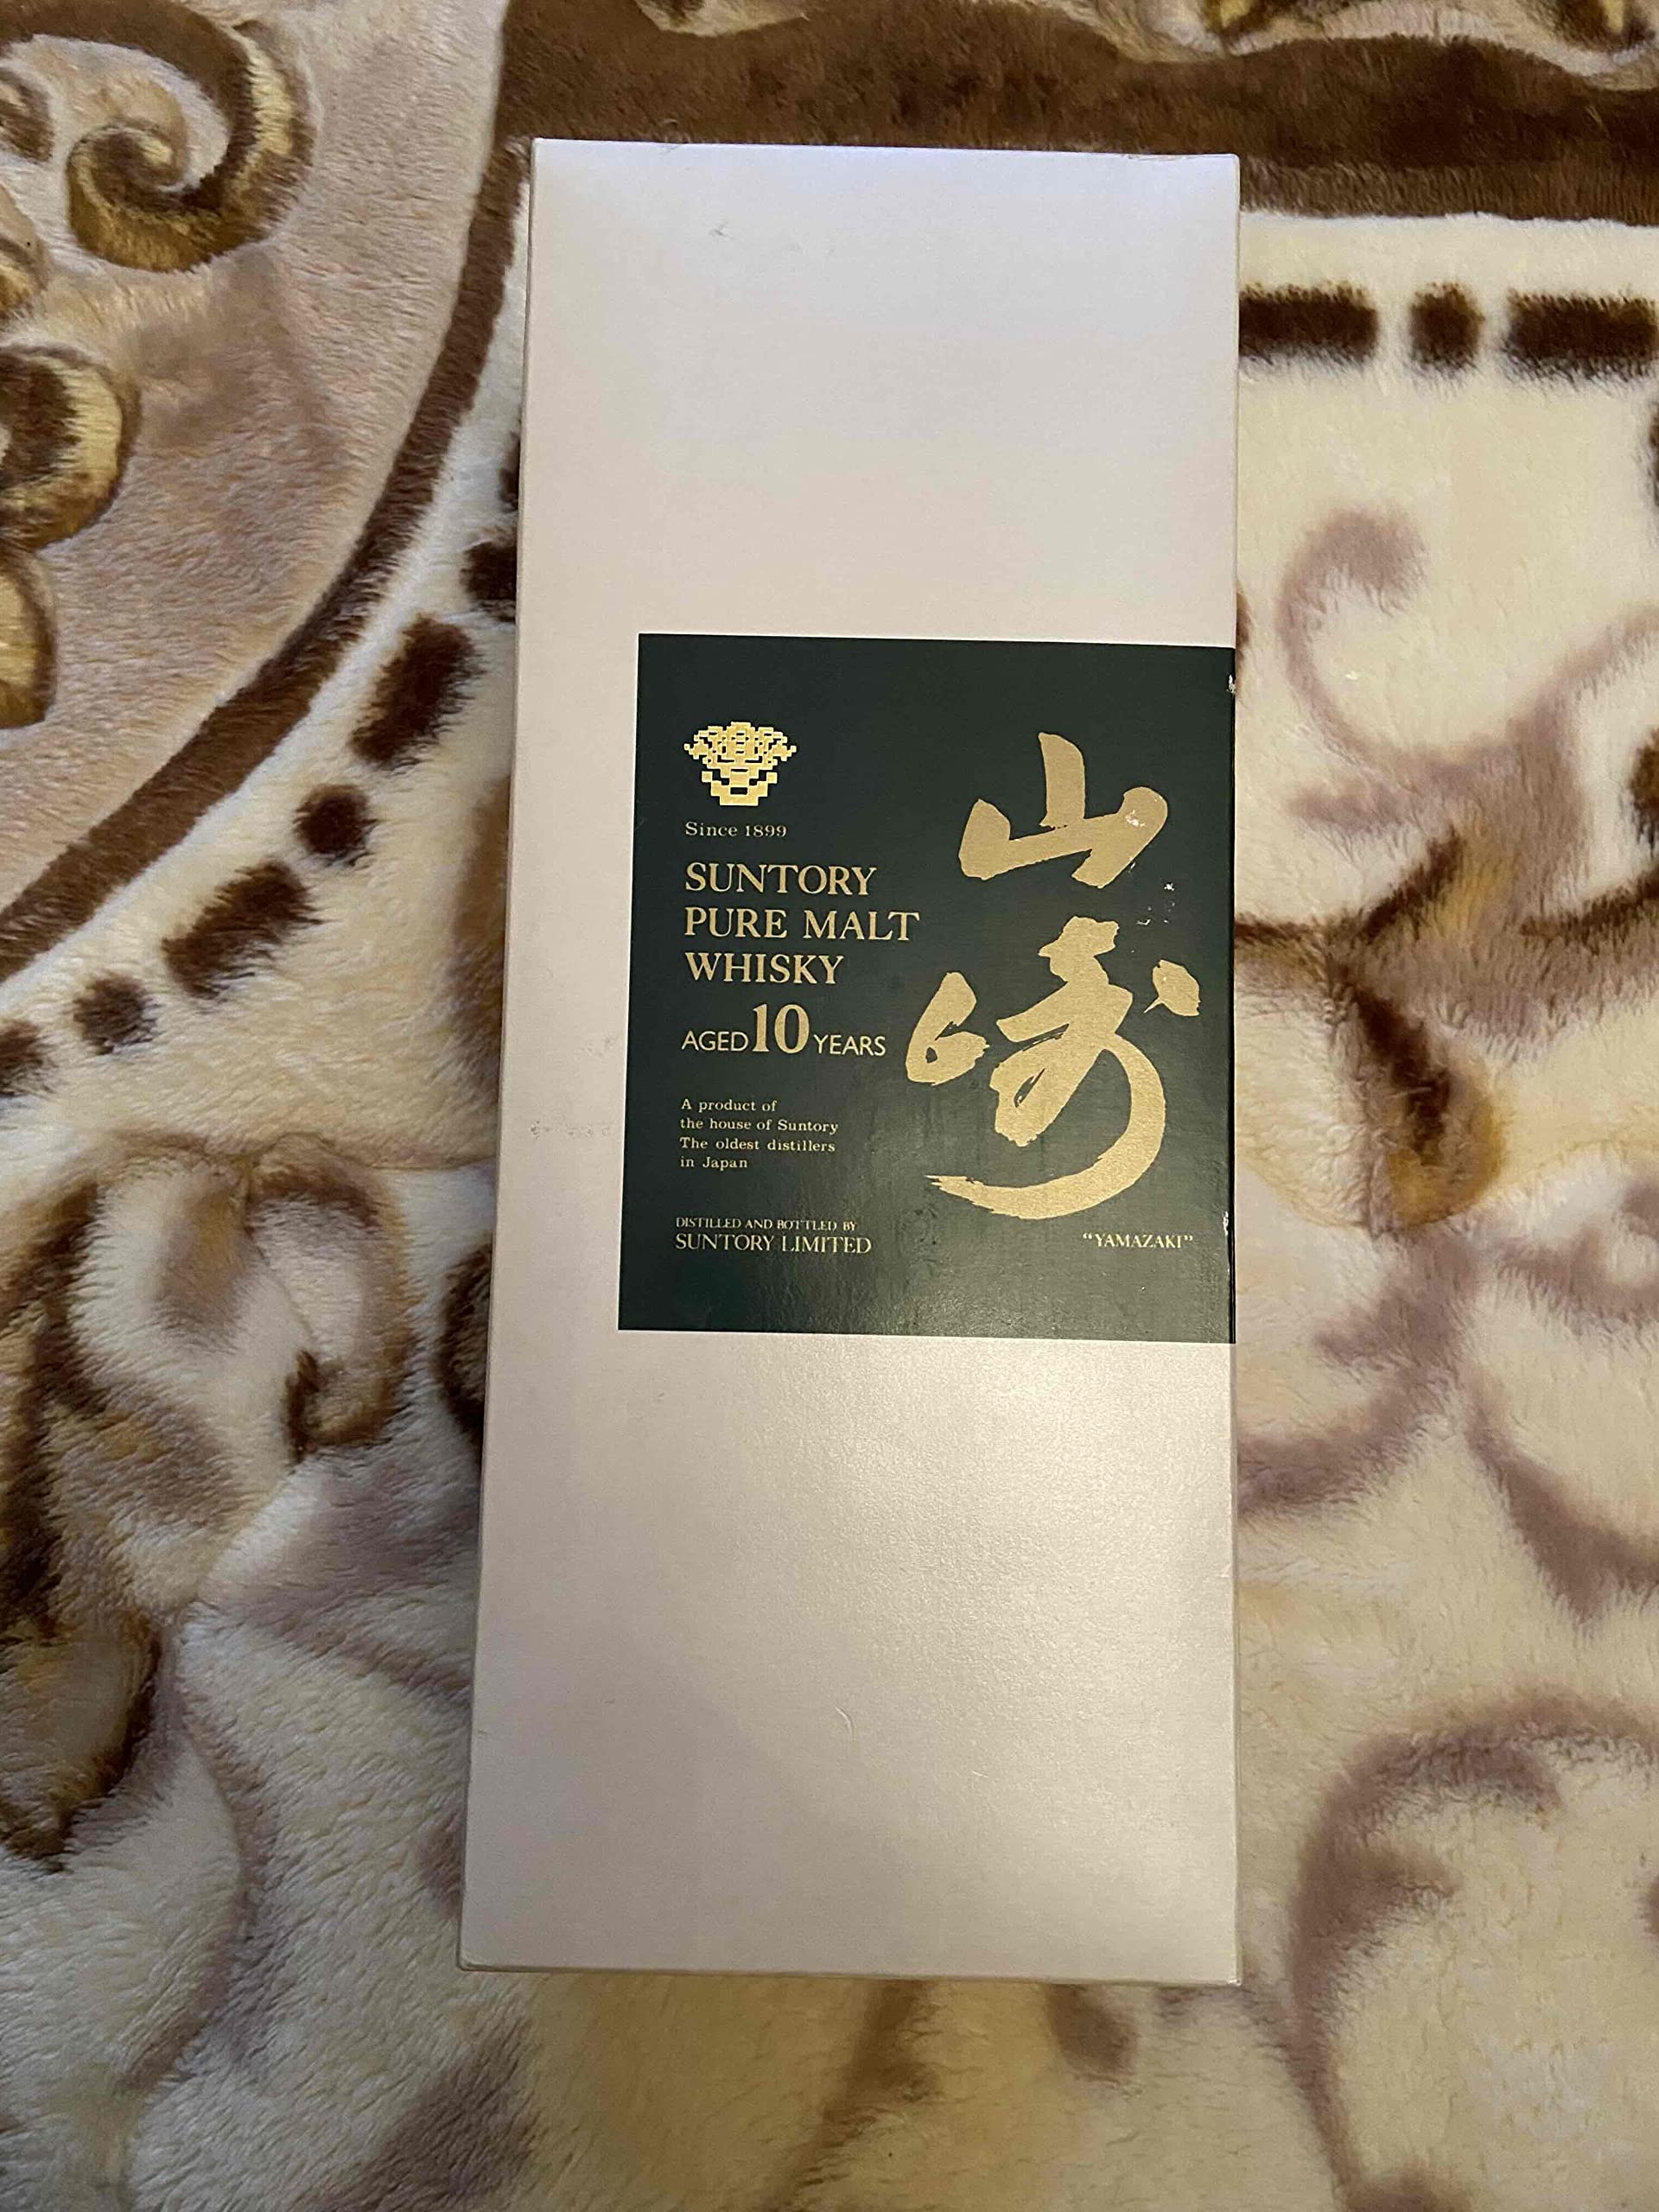 Since 1899
SUNTORY
PURE MALT
WHISKY
AGED 10 YEARS
A product of
the house of Suntory
The oldest distillers
in Japan
DISTILLED AND BOTTLED BY
SUNTORY LIMITED
山崎
“YAMAZAKI”